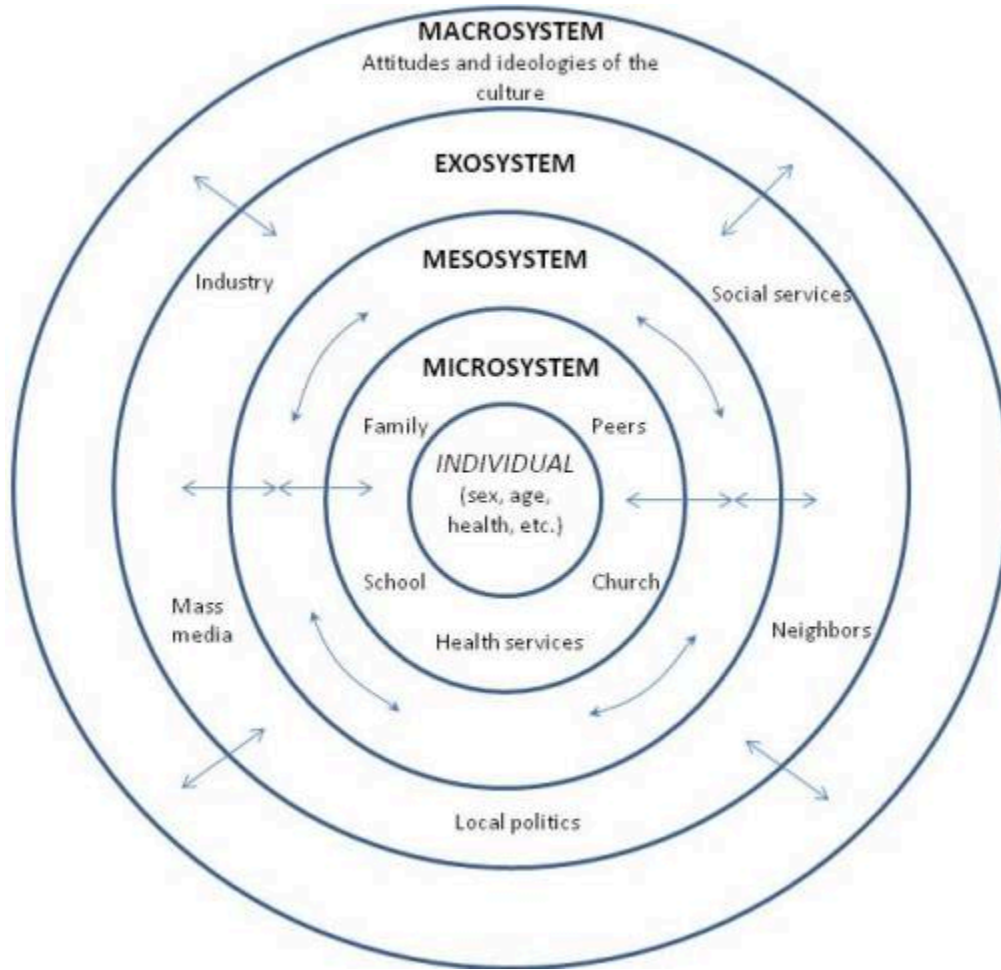 MACROSYSTEM
Attitudes and ideologies of the
culture
EXOSYSTEM
MESOSYSTEM
Industry
Social services
MICROSYSTEM
Family
Peers
INDIVIDUAL
(sex, age,
health, etc.)
School
Church
Mass
media
Health services
Neighbors
Local politics